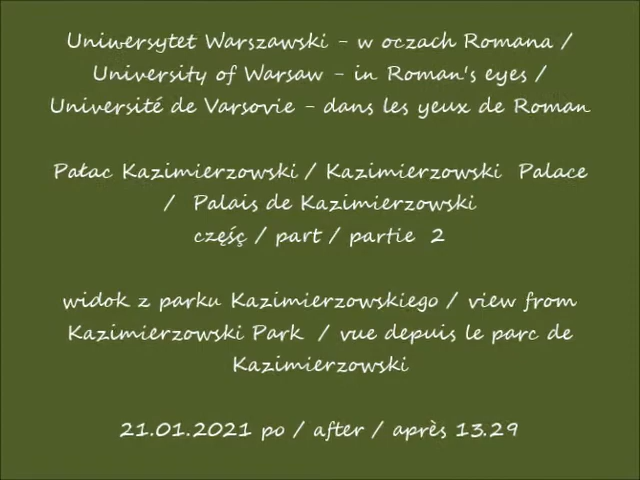 Uniwersytet Warszawski - w oczach Romana /
University of Warsaw - in Roman's eyes /
Université de Varsovie - dans les yeux de Roman
Pałac Kazimierzowski / Kazimierzowski Palace
/ Palais de Kazimierzowski
częśç / part / partie 2
widok z parku Kazimierzowskiego / view from
Kazimierzowski Park / vue depuis le parc de
Kazimierzowski
21.01.2021 po / after / après 13.29